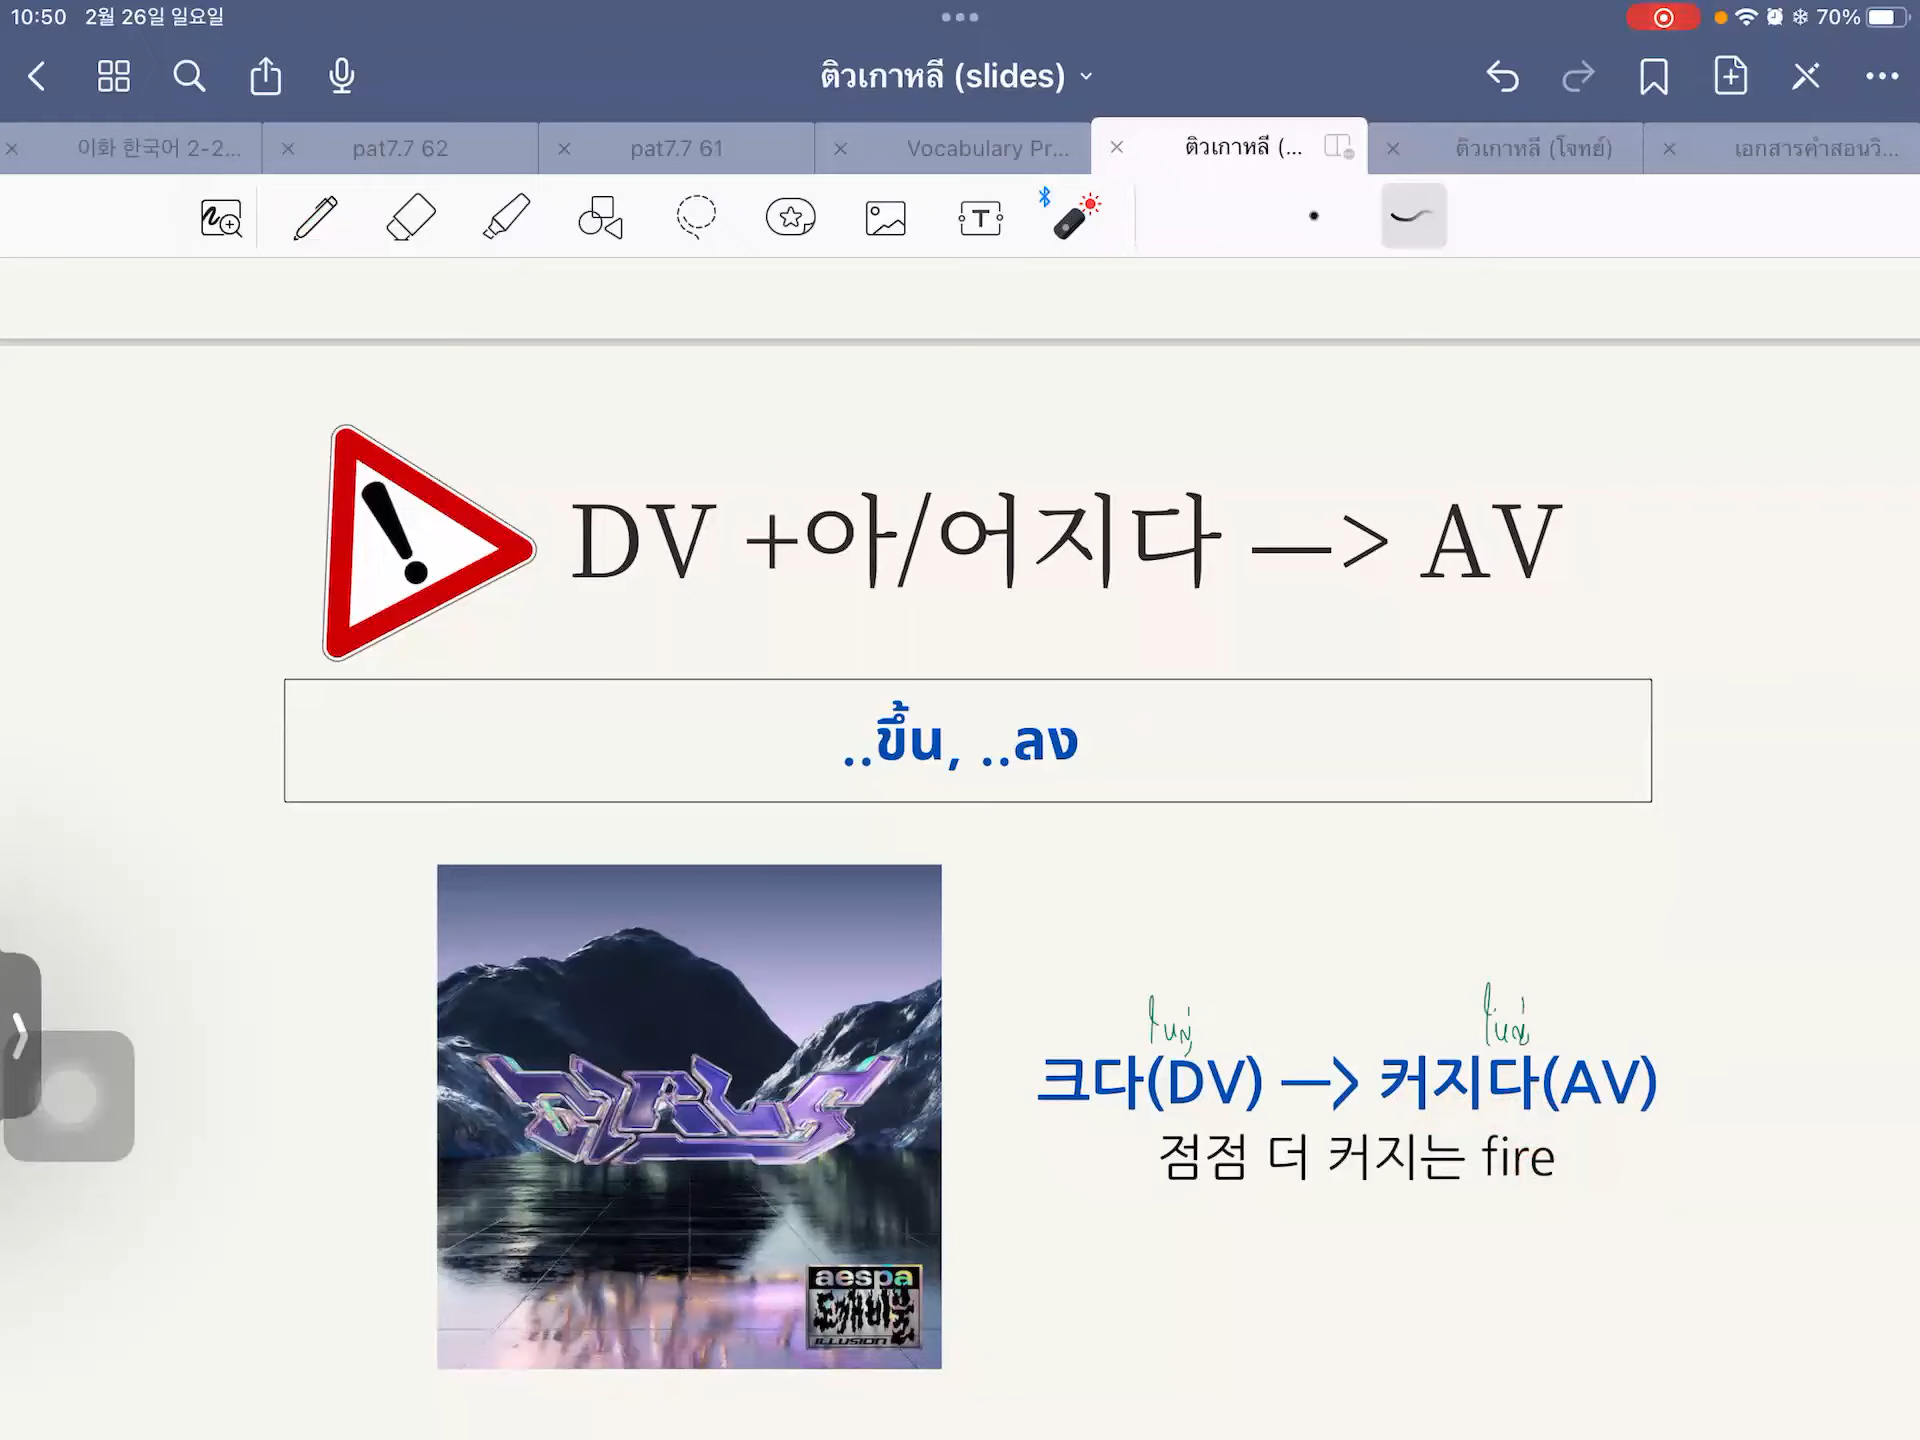 10:50 2월 26일 일요일
70%
ติวเกาหลี (slides)
이화 한국어 2-2...
pat7.7 62
pat7.7 61
Vocabulary Pr...
ติวเกาหลี (...
ติวเกาหลี (โจทย์)
เอกสารคำสอนวิ...
DV +아/어지다 —> AV
..ขึ้น, ..ลง
ใหญ่
크다(DV) —> 커지다(AV)
점점 더 커지는 fire
aespa
도깨비불
ILLUSION